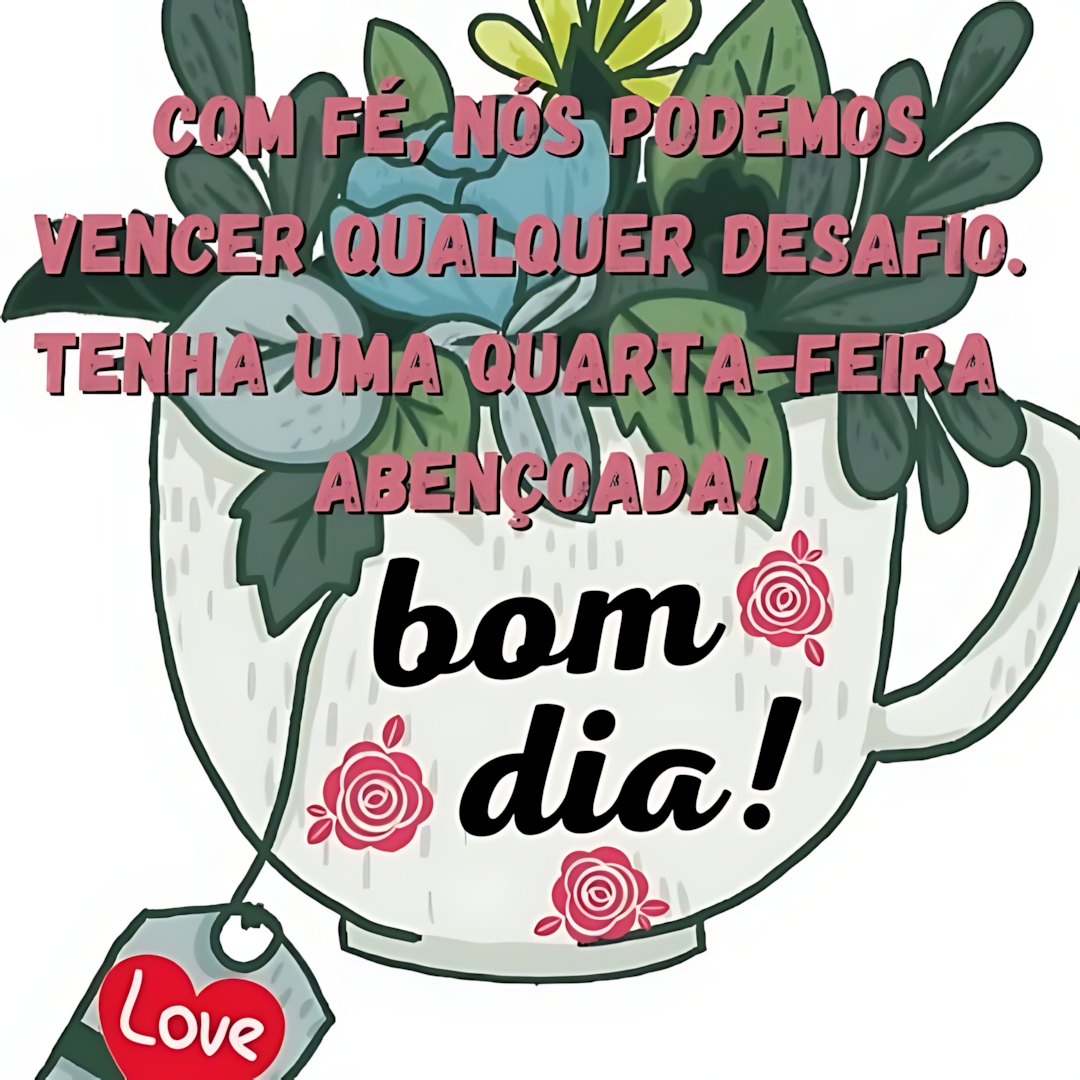 COM FÉ, NÓS PODEMOS
VENCER QUALQUER DESAFIO.
TENHA UMA QUARTA-FEIRA
ABENÇOADA!
bom
dia!
Love